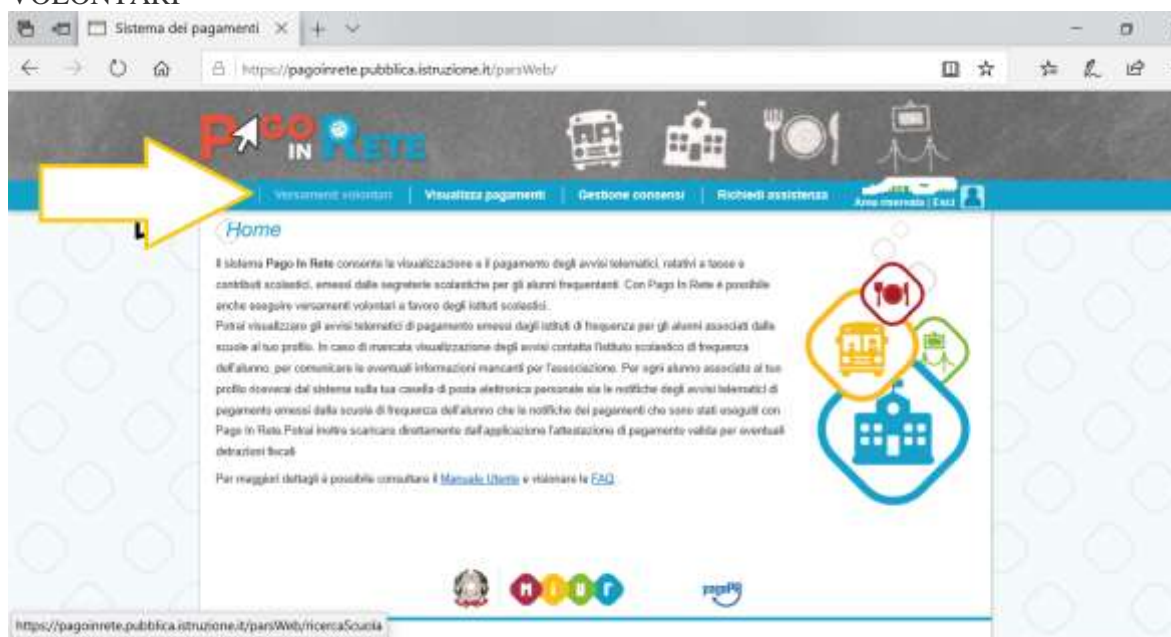 VOLONTARI
Sistema dei pagamenti
https://pagoinrete.pubblica.istruzione.it/parsWeb/
PAGO IN RETE
Versamenti volontari | Visualizza pagamenti | Gestione consensi | Richiedi assistenza
Area riservata | Esci
Home
Il sistema Pago In Rete consente la visualizzazione e il pagamento degli avvisi telematici, relativi a tasse e
contributi scolastici, emessi dalle segreterie scolastiche per gli alunni frequentanti. Con Pago In Rete è possibile
anche eseguire versamenti volontari a favore degli istituti scolastici.
Potrai visualizzare gli avvisi telematici di pagamento emessi dagli istituti di frequenza per gli alunni associati dalle
scuole al tuo profilo. In caso di mancata visualizzazione degli avvisi contatta l'istituto scolastico di frequenza
dell'alunno, per comunicare le eventuali informazioni mancanti per l'associazione. Per ogni alunno associato al tuo
profilo riceverai dal sistema sulla tua casella di posta elettronica personale sia le notifiche degli avvisi telematici di
pagamento emessi dalla scuola di frequenza dell'alunno che le notifiche dei pagamenti che sono stati eseguiti con
Pago In Rete.Potrai inoltre scaricare direttamente dall'applicazione l'attestazione di pagamento valida per eventuali
detrazioni fiscali
Per maggiori dettagli è possibile consultare il Manuale Utente e visionare le FAQ
MIUR
pagoPA
https://pagoinrete.pubblica.istruzione.it/parsWeb/ricercaScuola